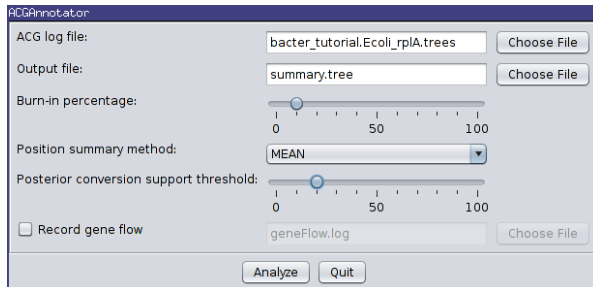 ACGAnnotator
ACG log file: bacter_tutorial.Ecoli_rplA.trees Choose File
Output file: summary.tree Choose File
Burn-in percentage:
0 50 100
Position summary method: MEAN
Posterior conversion support threshold:
0 50 100
Record gene flow geneFlow.log Choose File
Analyze Quit